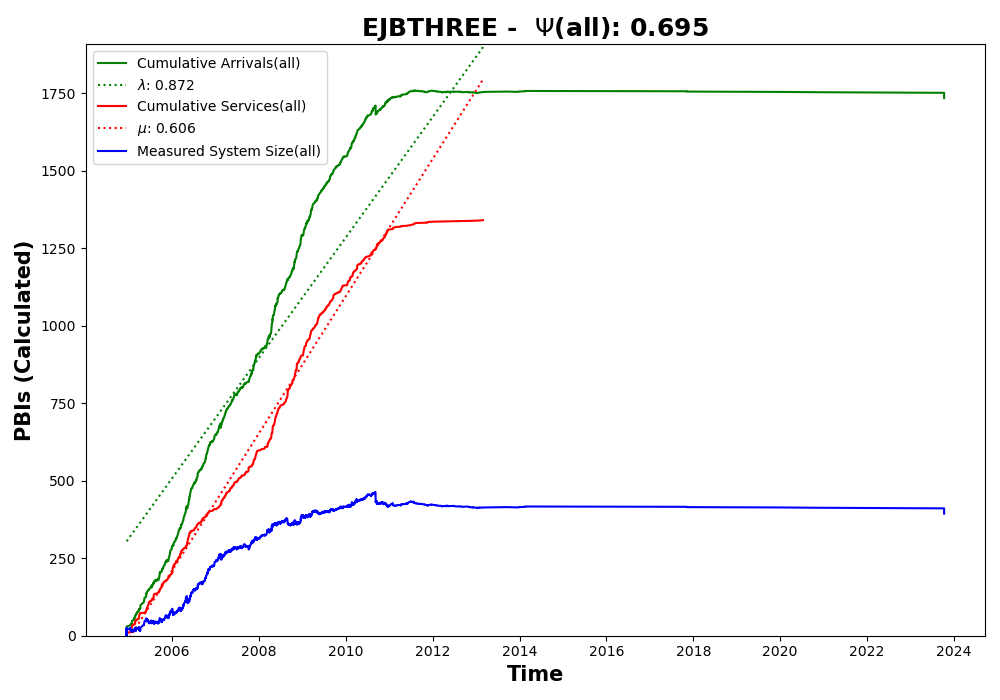 EJBTHREE - Ψ(all): 0.695
Cumulative Arrivals(all)
λ: 0.872
Cumulative Services(all)
μ: 0.606
Measured System Size(all)
PBIs (Calculated)
1750
1500
1250
1000
750
500
250
0
2006 2008 2010 2012 2014 2016 2018 2020 2022 2024
Time